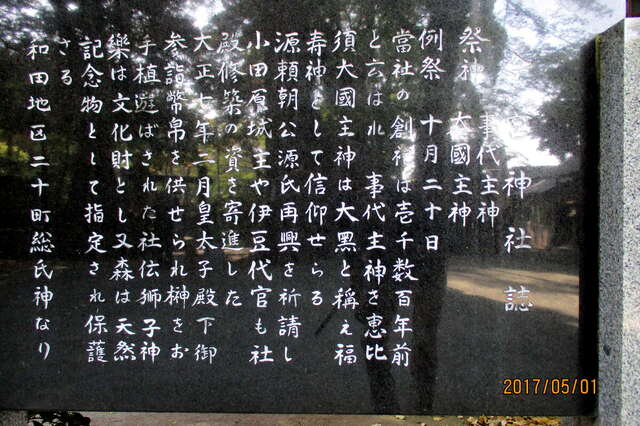 神社誌
祭神　事代主神
大國主神
例祭　十月二十日
當社の創祀は壱千数百年前
と云はれ　事代主神を恵比
須大國主神は大黒と稱え福
寿神として信仰せらる
源頼朝公源氏再興を祈請し
小田原城主や伊豆代官も社
殿修築の資を寄進した
大正七年二月皇太子殿下御
参詣幣帛を供せられ榊をお
手植遊ばされた社伝獅子神
樂は文化財とし又森は天然
記念物として指定され保護
さる
和田地区二十町総氏神なり
2017/05/01